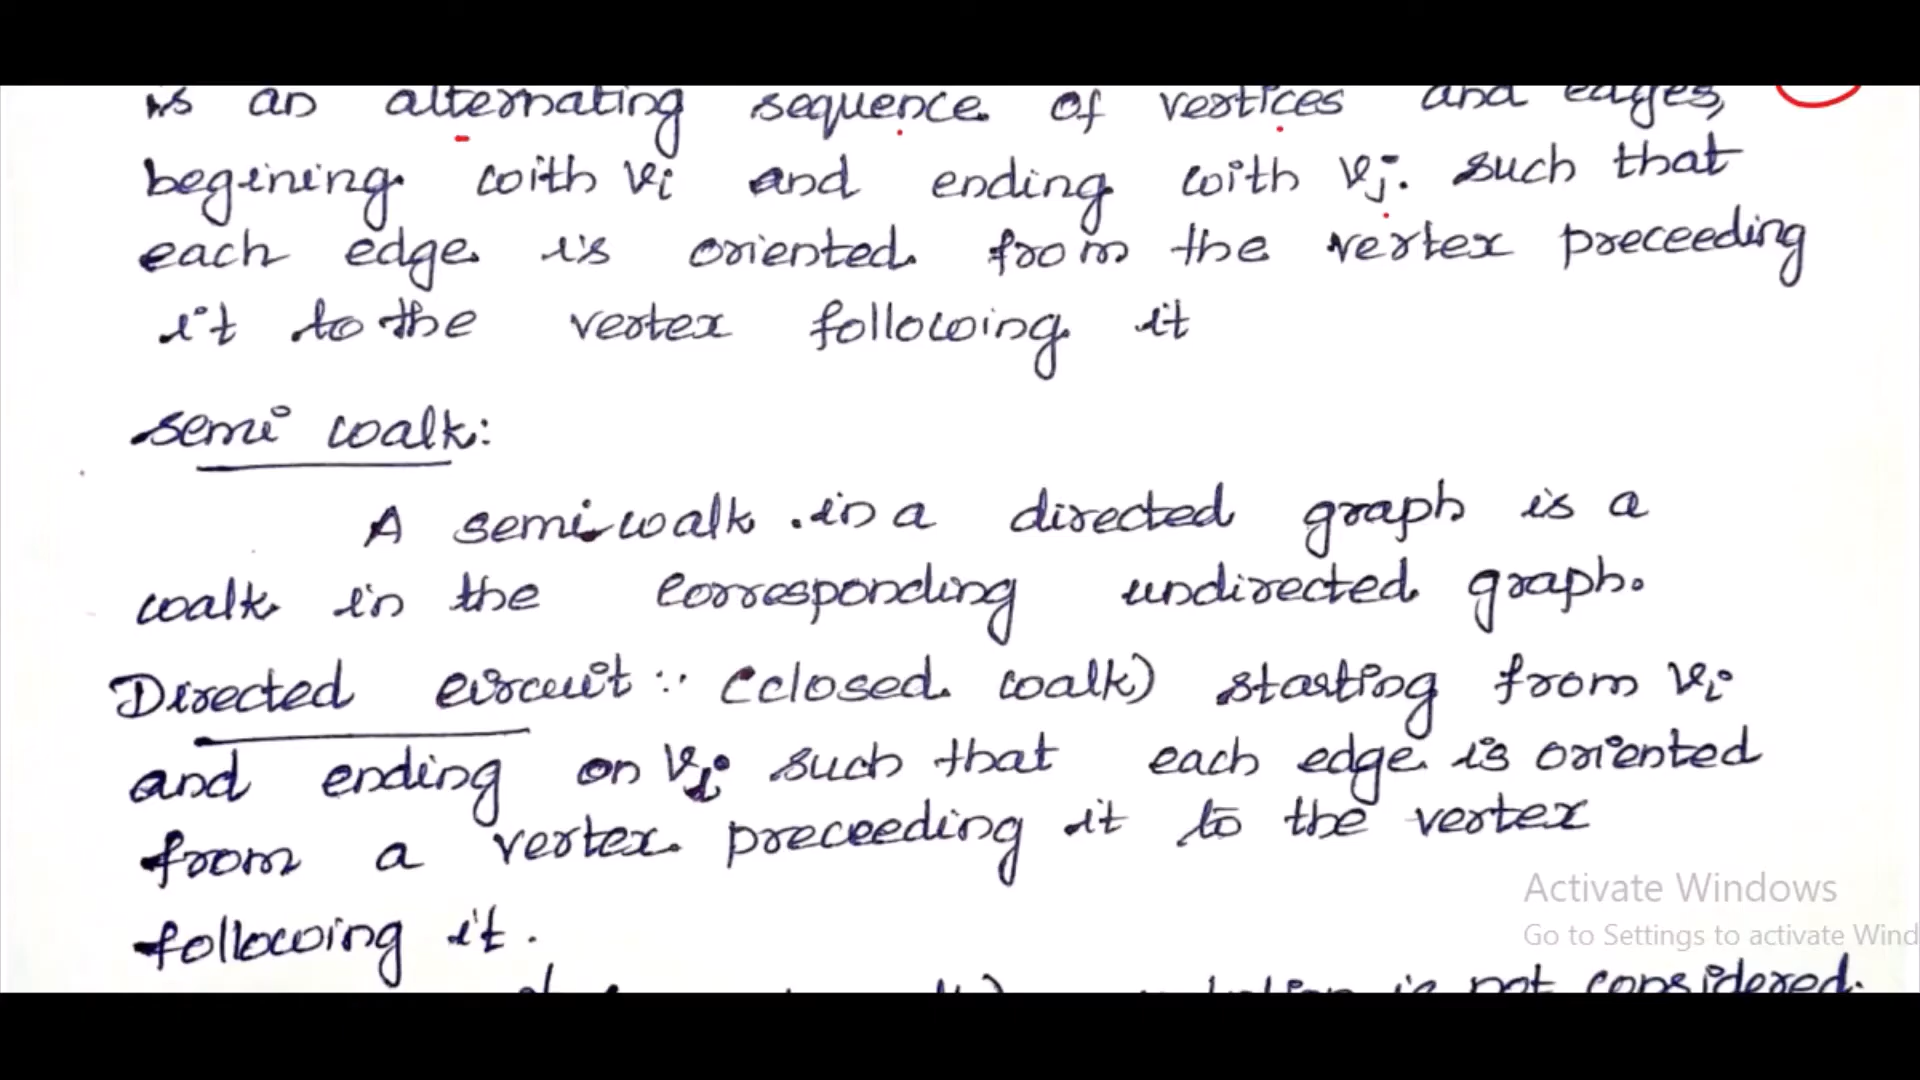 is an alternating sequence of vertices and edges,
begining with vi and ending with vj. such that
each edge is oriented from the vertex preceeding
it to the vertex following it
semi walk:
A semi walk in a directed graph is a
walk in the corresponding undirected graph.
Directed circuit: (closed walk) starting from vi
and ending on vi such that each edge is oriented
from a vertex preceeding it to the vertex
following it.
is not considered.
Activate Windows
Go to Settings to activate Wind